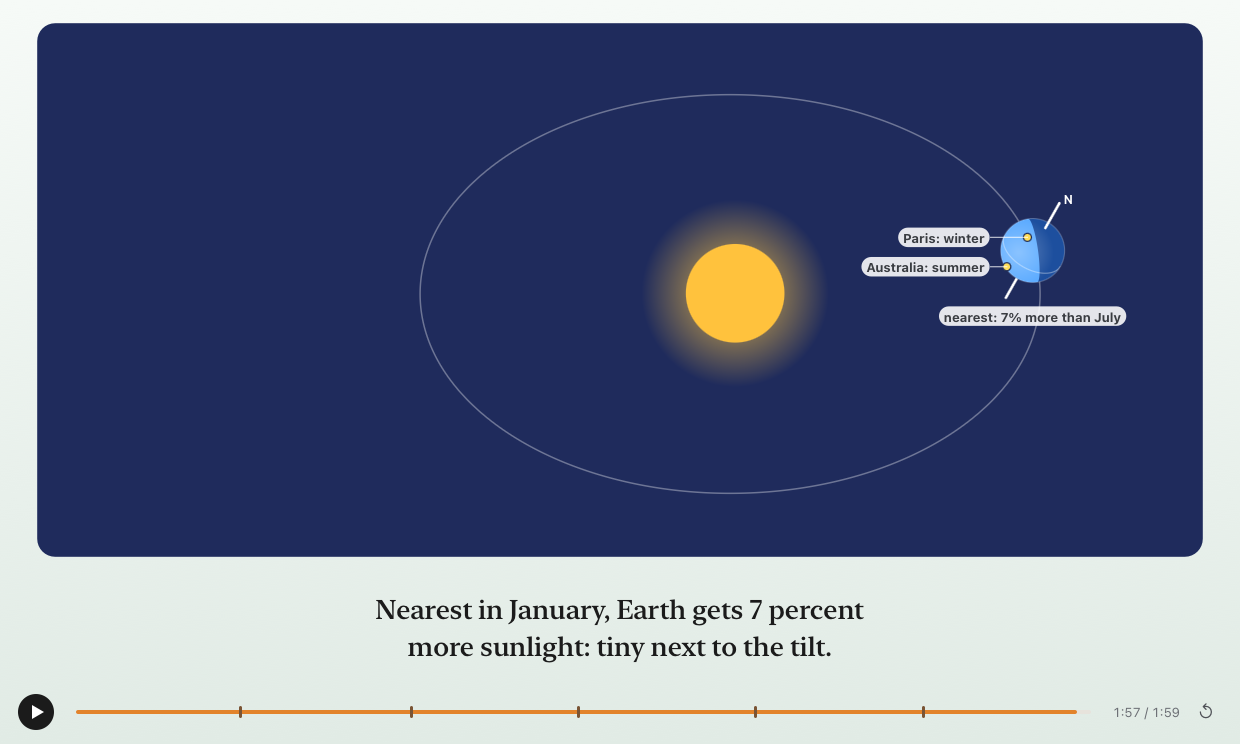 N
Paris: winter
Australia: summer
nearest: 7% more than July
Nearest in January, Earth gets 7 percent
more sunlight: tiny next to the tilt.
1:57 / 1:59